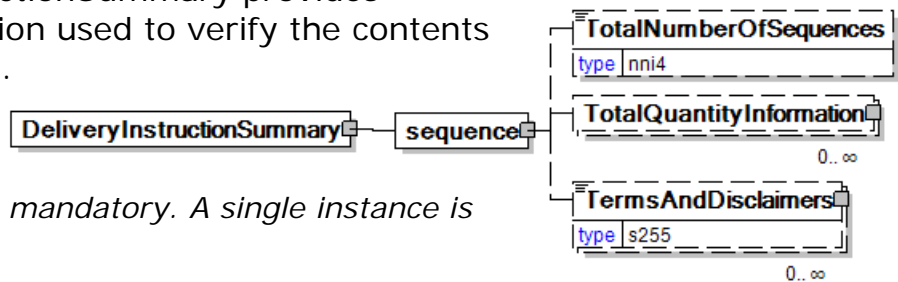 ctionSummary provides
ion used to verify the contents
.
mandatory. A single instance is
DeliveryInstructionSummary
sequence
TotalNumberOfSequences
type nni4
TotalQuantityInformation
0.. ∞
TermsAndDisclaimers
type s255
0.. ∞